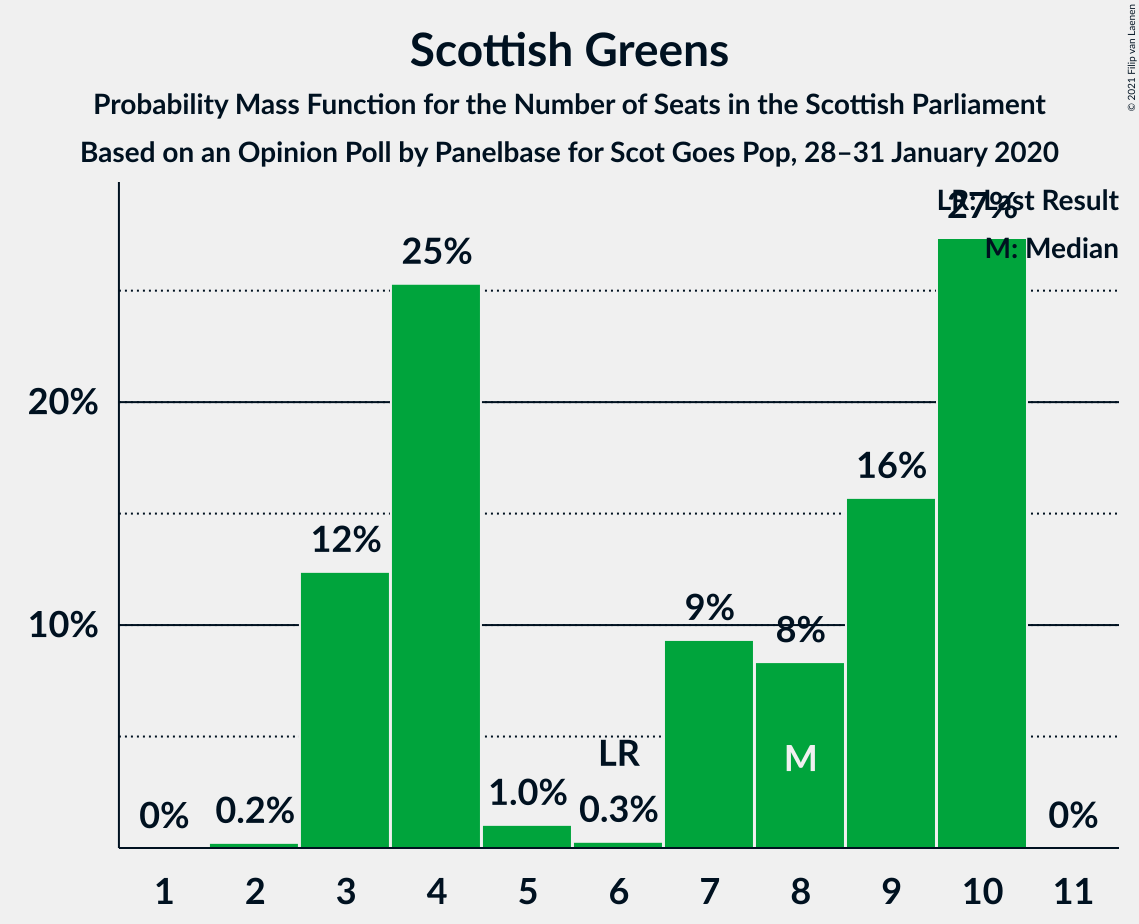 Scottish Greens
Probability Mass Function for the Number of Seats in the Scottish Parliament
Based on an Opinion Poll by Panelbase for Scot Goes Pop, 28–31 January 2020
© 2021 Filip van Laenen
LR: Last Result
M: Median
27%
25%
20%
16%
12%
10%
9%
8%
LR
M
0%
0.2%
1.0%
0.3%
0%
1 2 3 4 5 6 7 8 9 10 11